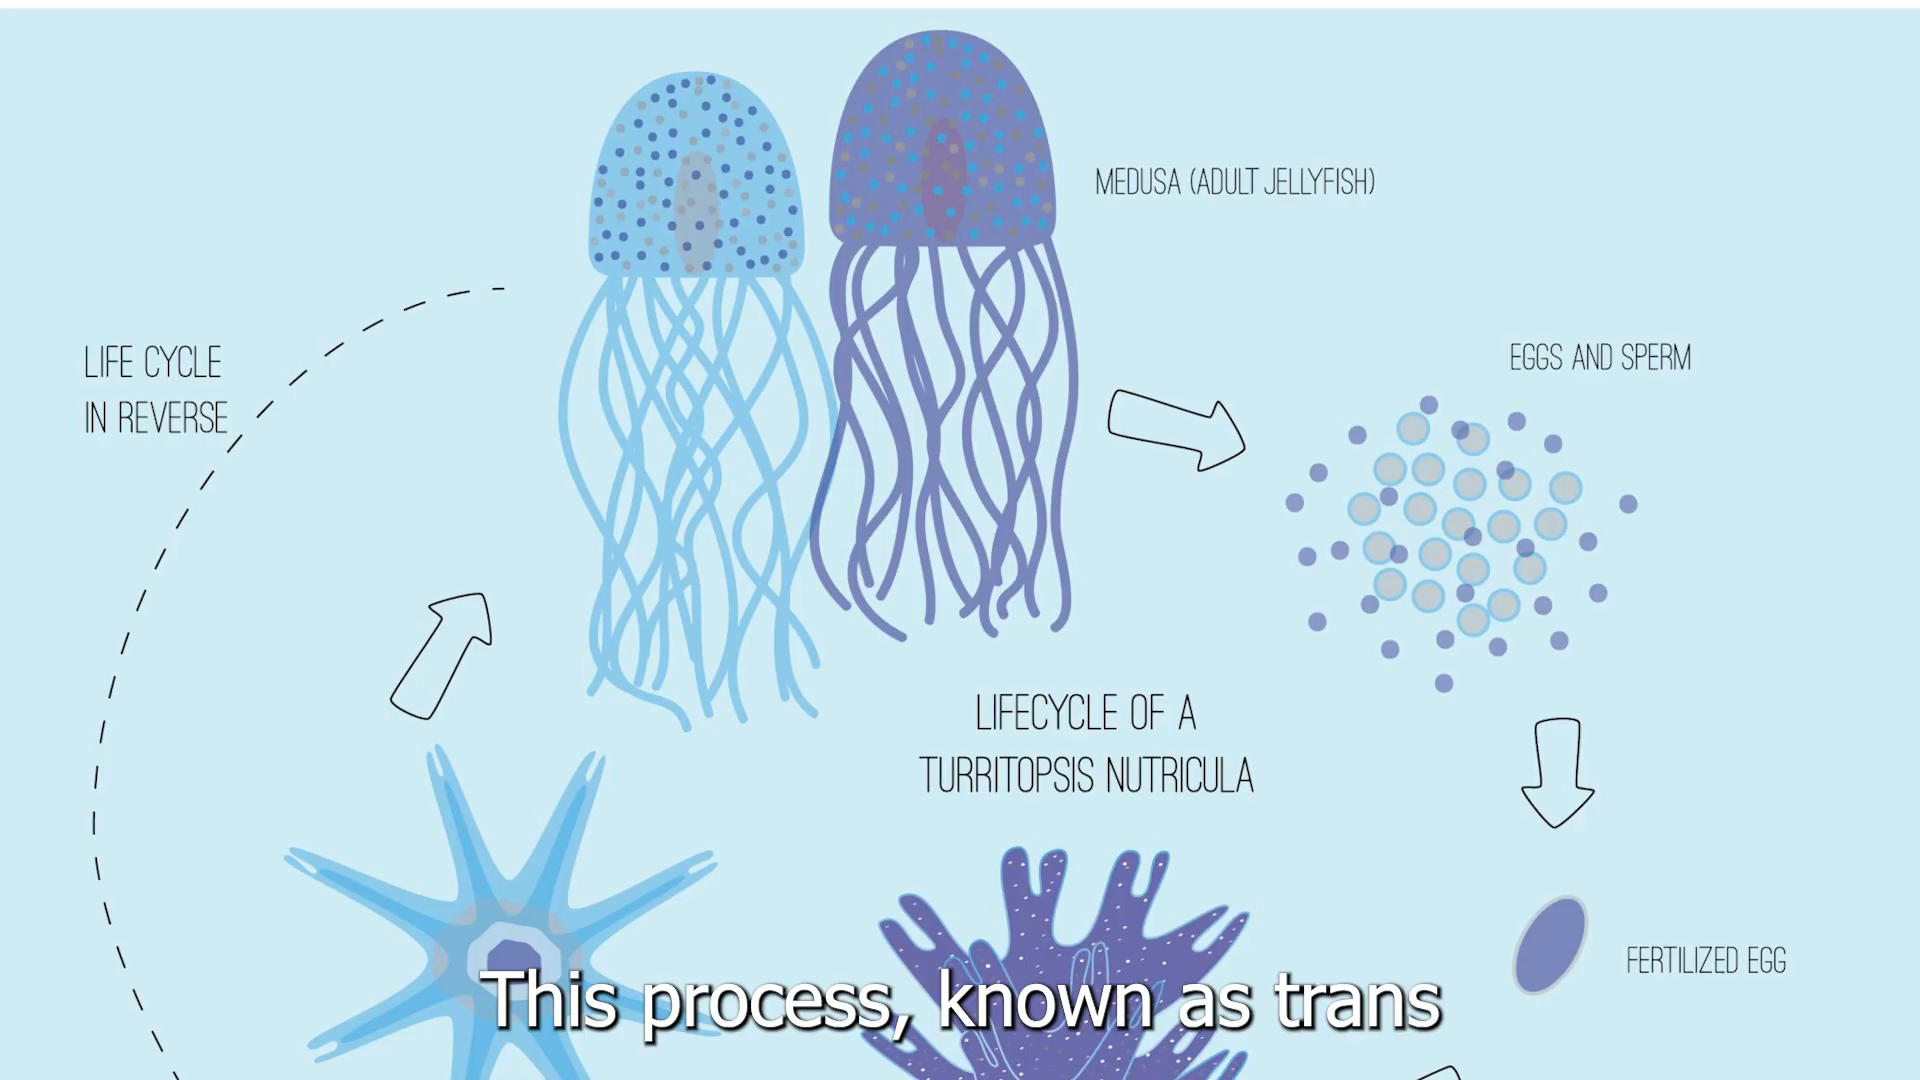 MEDUSA (ADULT JELLYFISH)
LIFE CYCLE
IN REVERSE
EGGS AND SPERM
LIFECYCLE OF A
TURRITOPSIS NUTRICULA
FERTILIZED EGG
This process, known as trans